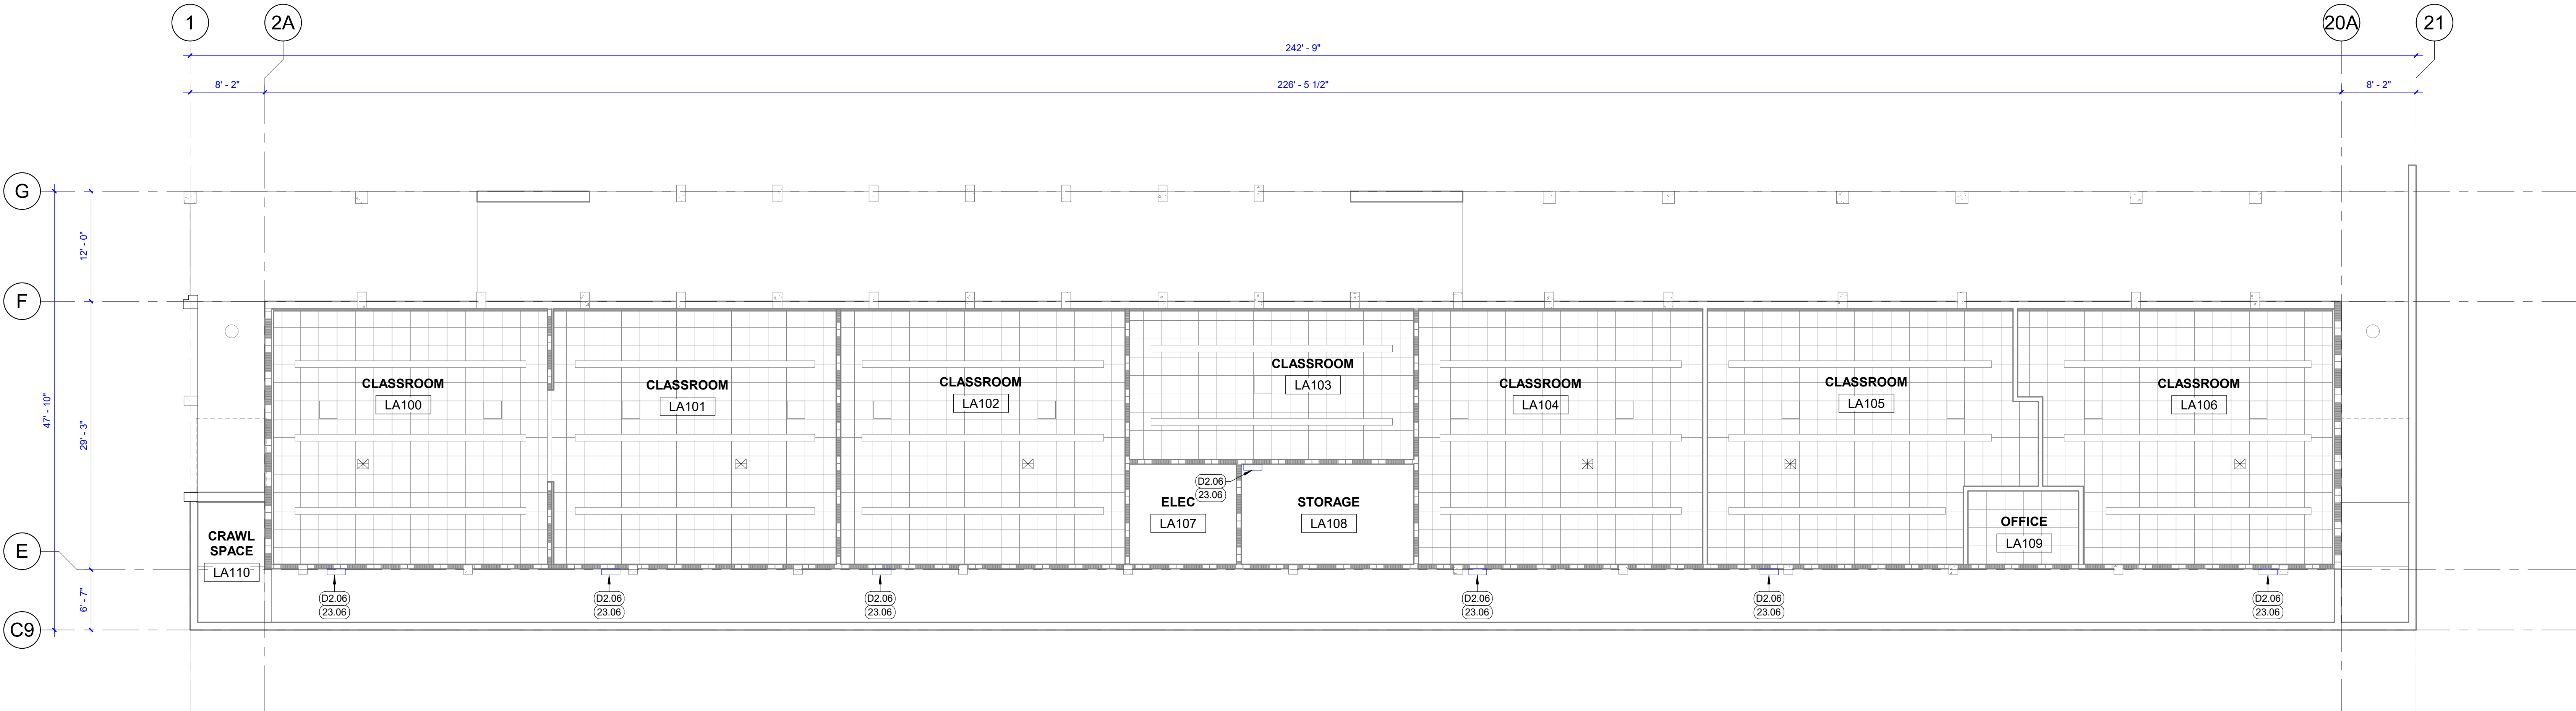 1
2A
20A
21
242' - 9"
8' - 2"
226' - 5 1/2"
8' - 2"
G
F
E
C9
47' - 10"
12' - 0"
29' - 3"
6' - 7"
CLASSROOM
LA100
CLASSROOM
LA101
CLASSROOM
LA102
CLASSROOM
LA103
CLASSROOM
LA104
CLASSROOM
LA105
CLASSROOM
LA106
D2.06
23.06
ELEC
LA107
STORAGE
LA108
OFFICE
LA109
CRAWL
SPACE
LA110
D2.06
23.06
D2.06
23.06
D2.06
23.06
D2.06
23.06
D2.06
23.06
D2.06
23.06